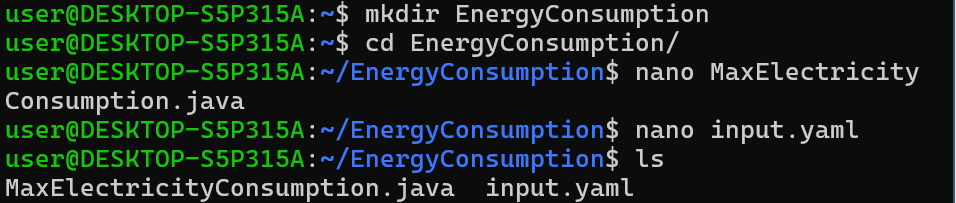 user@DESKTOP-S5P315A:~$ mkdir EnergyConsumption
user@DESKTOP-S5P315A:~$ cd EnergyConsumption/
user@DESKTOP-S5P315A:~/EnergyConsumption$ nano MaxElectricity
Consumption.java
user@DESKTOP-S5P315A:~/EnergyConsumption$ nano input.yaml
user@DESKTOP-S5P315A:~/EnergyConsumption$ ls
MaxElectricityConsumption.java  input.yaml